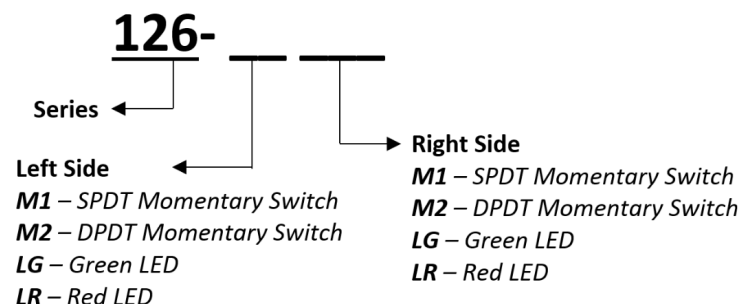 126-
Series
Left Side
M1 – SPDT Momentary Switch
M2 – DPDT Momentary Switch
LG – Green LED
LR – Red LED
Right Side
M1 – SPDT Momentary Switch
M2 – DPDT Momentary Switch
LG – Green LED
LR – Red LED